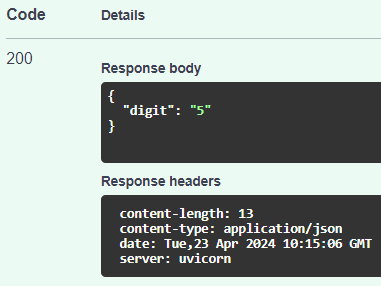 Code Details
200
Response body
{
"digit": "5"
}
Response headers
content-length: 13
content-type: application/json
date: Tue,23 Apr 2024 10:15:06 GMT
server: uvicorn